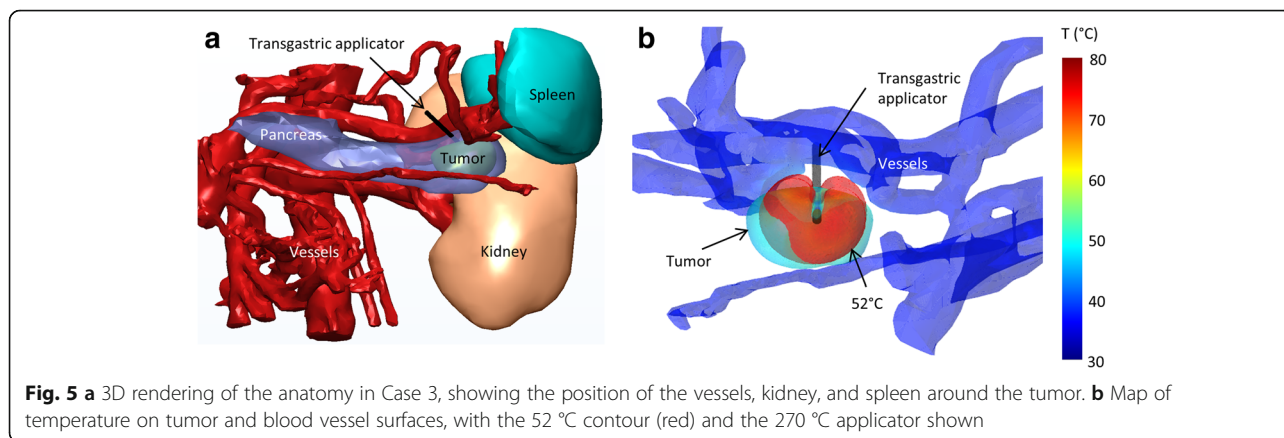 a
Transgastric applicator
Spleen
Pancreas
Tumor
Vessels
Kidney
b
T (°C)
Transgastric
applicator
Vessels
Tumor
52°C
80
70
60
50
40
30
Fig. 5 a 3D rendering of the anatomy in Case 3, showing the position of the vessels, kidney, and spleen around the tumor. b Map of
temperature on tumor and blood vessel surfaces, with the 52 °C contour (red) and the 270 °C applicator shown